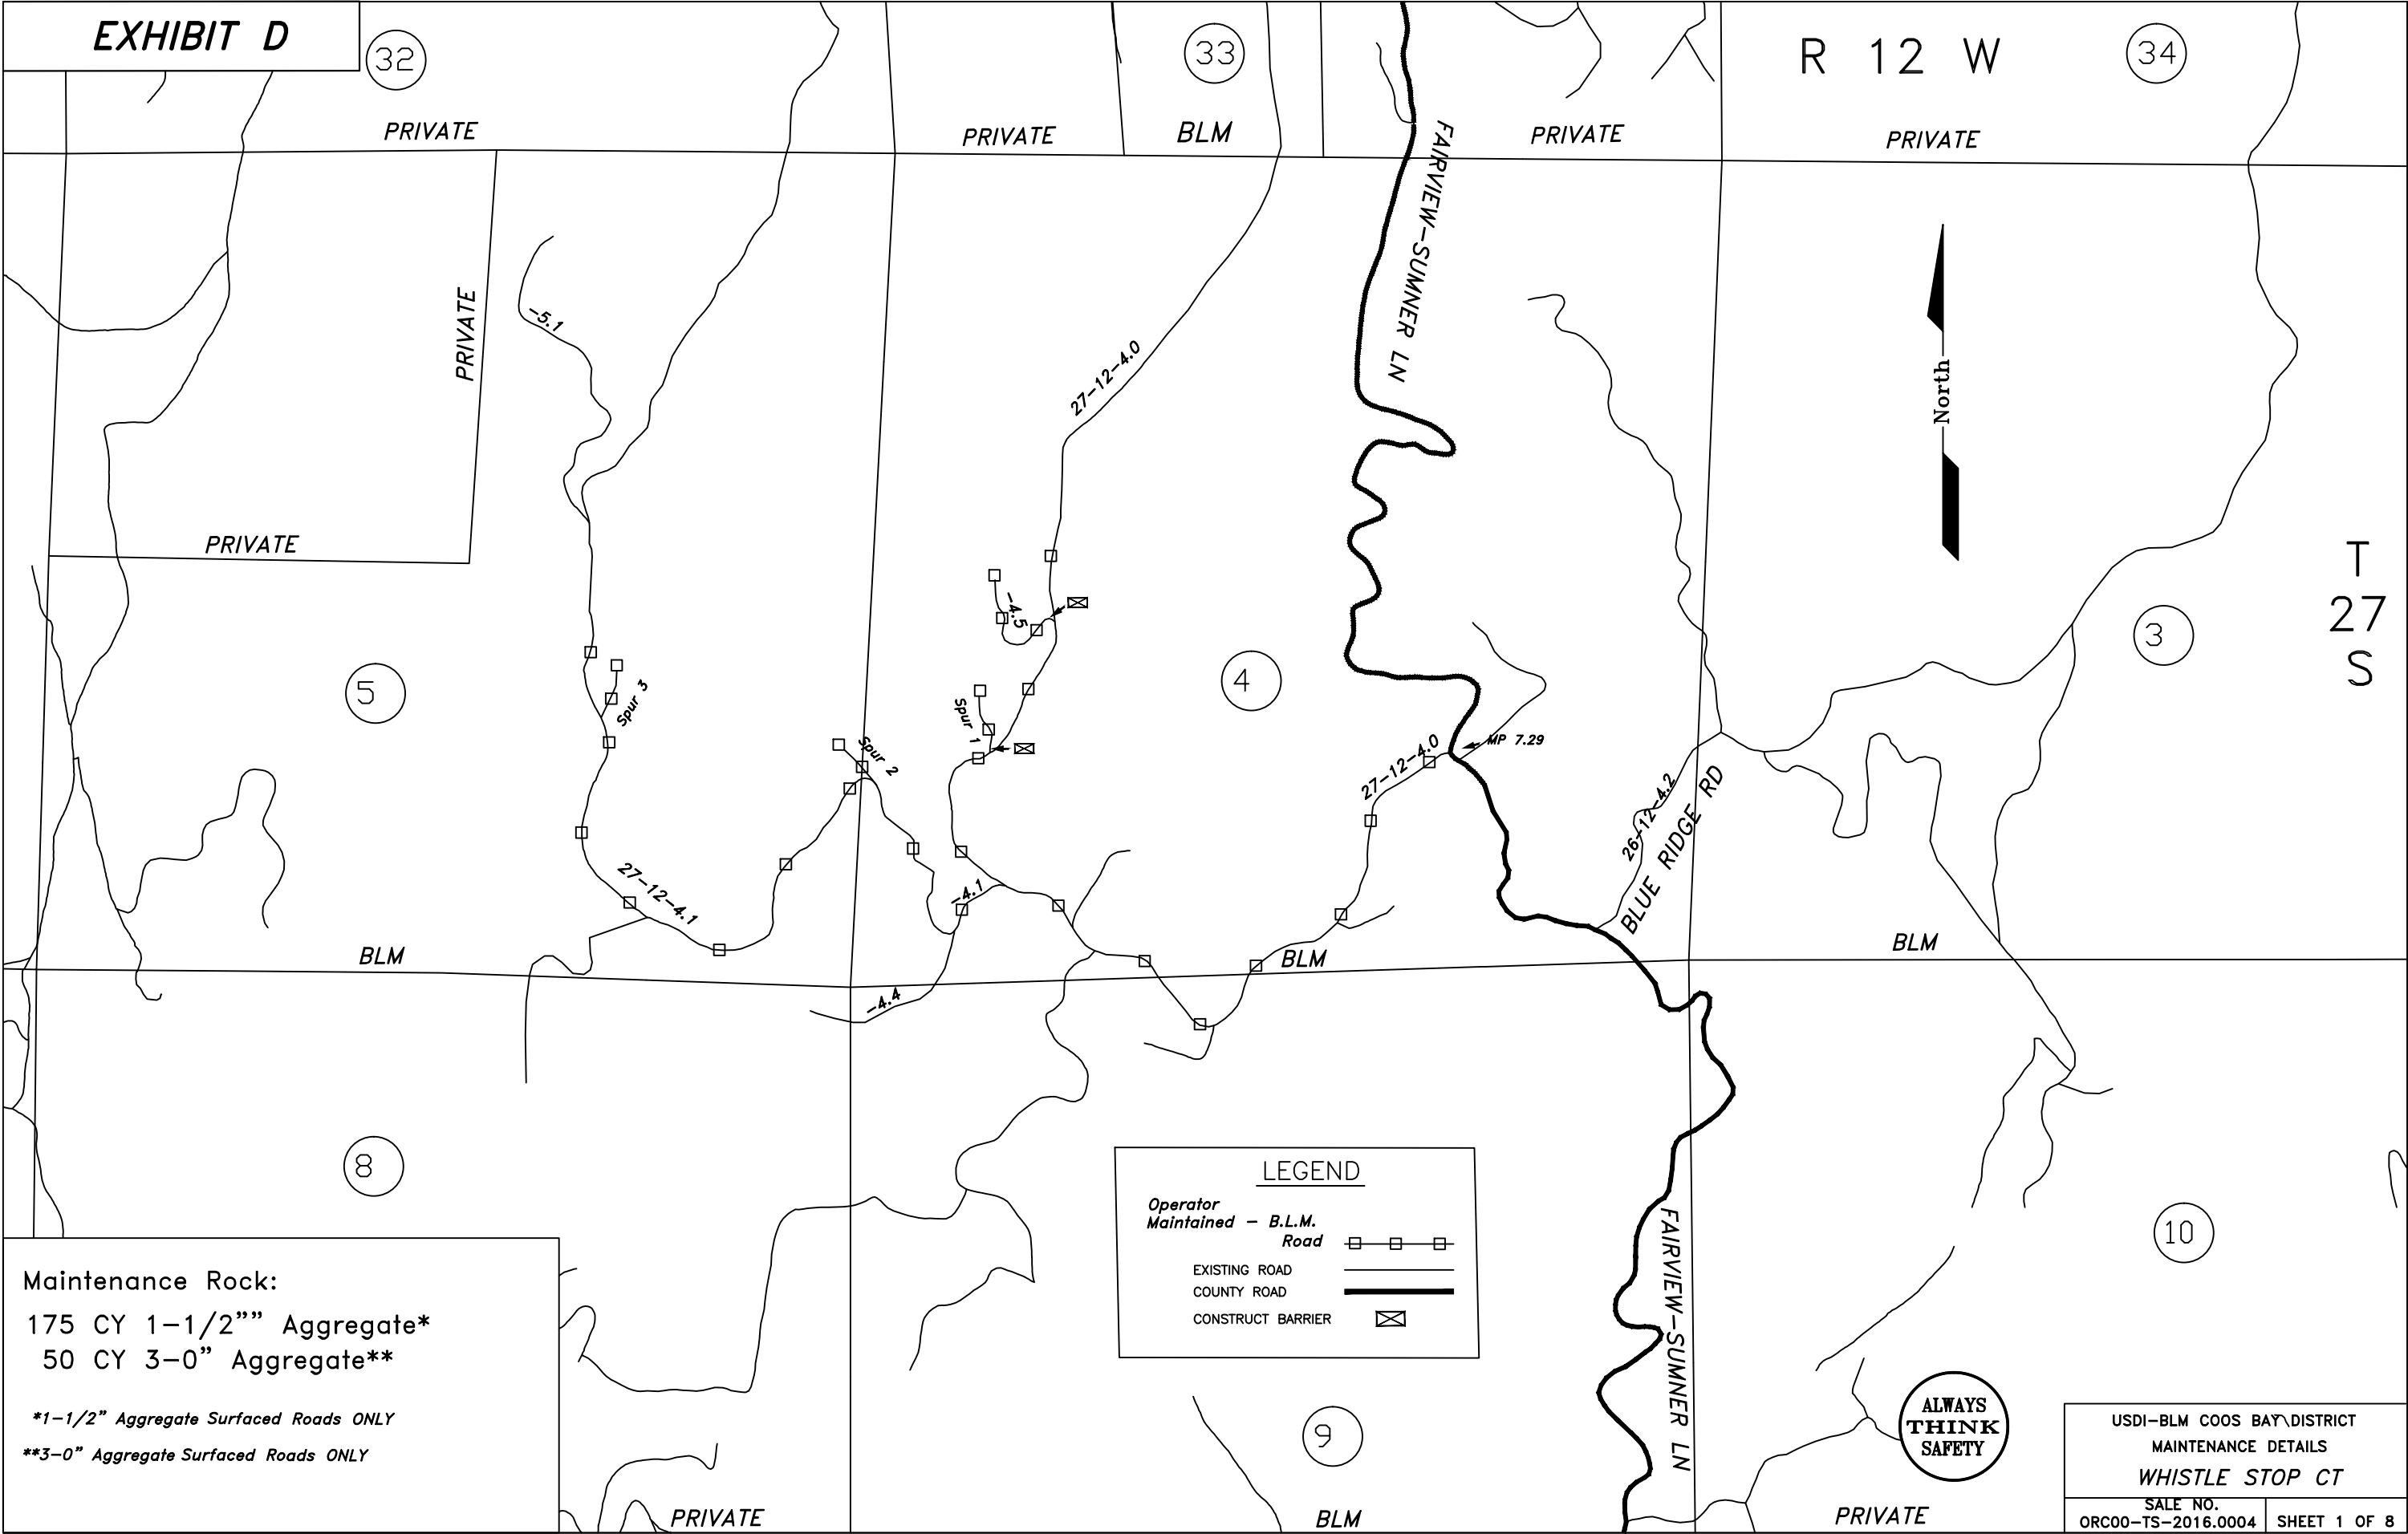 EXHIBIT D
32
33
R 12 W
34
PRIVATE
PRIVATE
BLM
PRIVATE
PRIVATE
FAIRVIEW-SUMNER LN
PRIVATE
-5.1
27-12-4.0
North
PRIVATE
T
27
S
-4.5
3
5
4
Spur 3
Spur 1
Spur 2
27-12-4.0
MP 7.29
26-12-4.2
BLUE RIDGE RD
27-12-4.1
-4.1
BLM
BLM
BLM
-4.4
8
LEGEND
Operator
Maintained - B.L.M.
Road
EXISTING ROAD
COUNTY ROAD
CONSTRUCT BARRIER
10
FAIRVIEW-SUMNER LN
Maintenance Rock:
175 CY 1-1/2"" Aggregate*
50 CY 3-0" Aggregate**
*1-1/2" Aggregate Surfaced Roads ONLY
**3-0" Aggregate Surfaced Roads ONLY
9
ALWAYS
THINK
SAFETY
PRIVATE
BLM
PRIVATE
USDI-BLM COOS BAY\DISTRICT
MAINTENANCE DETAILS
WHISTLE STOP CT
SALE NO.
ORC00-TS-2016.0004
SHEET 1 OF 8